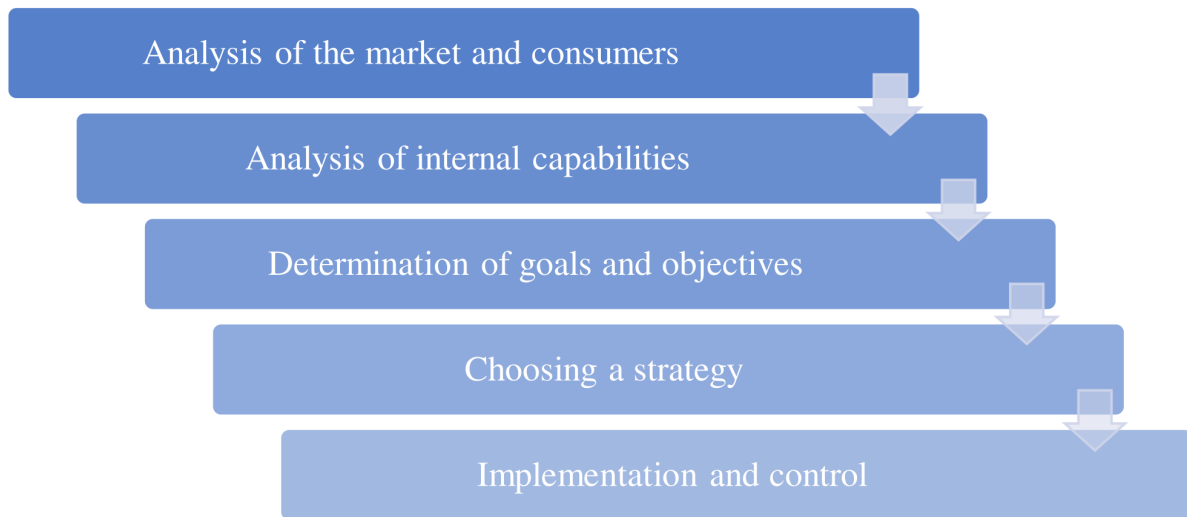 Analysis of the market and consumers
Analysis of internal capabilities
Determination of goals and objectives
Choosing a strategy
Implementation and control